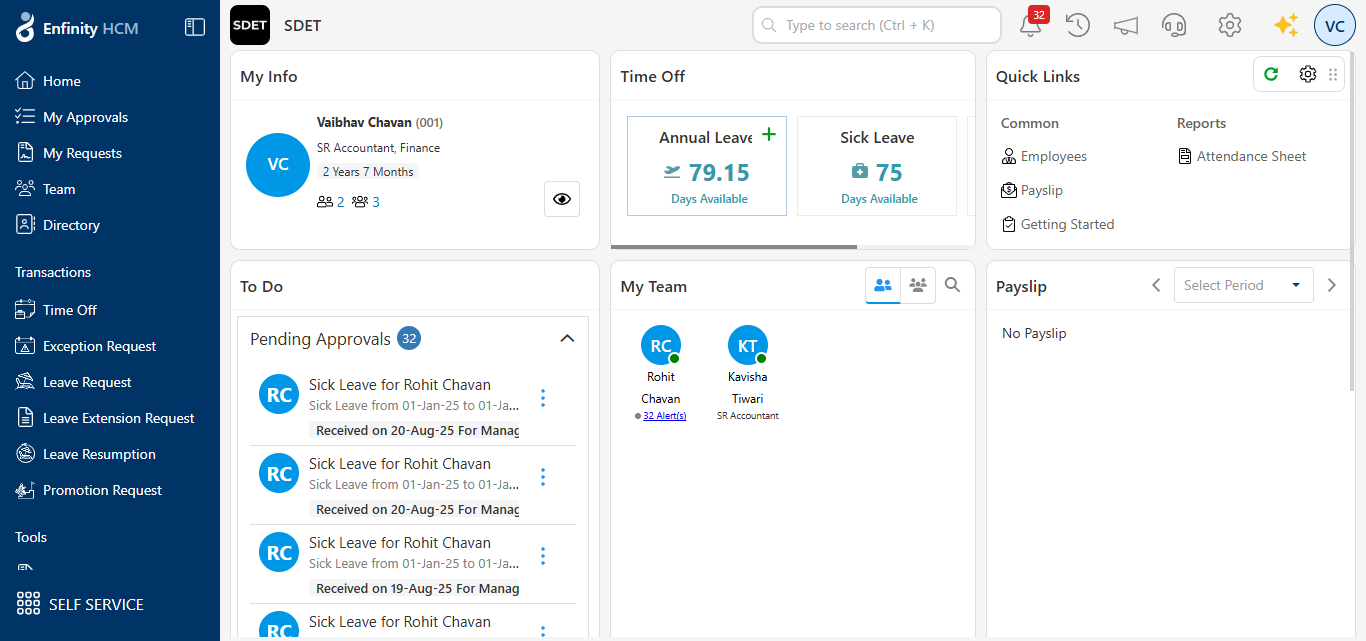 Enfinity HCM
Home
My Approvals
My Requests
Team
Directory
Transactions
Time Off
Exception Request
Leave Request
Leave Extension Request
Leave Resumption
Promotion Request
Tools
SELF SERVICE
SDET
SDET
Type to search (Ctrl + K)
32
VC
My Info
VC
Vaibhav Chavan (001)
SR Accountant, Finance
2 Years 7 Months
2
3
Time Off
Annual Leave
79.15
Days Available
Sick Leave
75
Days Available
Quick Links
Common
Employees
Payslip
Getting Started
Reports
Attendance Sheet
To Do
Pending Approvals 32
RC
Sick Leave for Rohit Chavan
Sick Leave from 01-Jan-25 to 01-Ja...
Received on 20-Aug-25 For Manag
RC
Sick Leave for Rohit Chavan
Sick Leave from 01-Jan-25 to 01-Ja...
Received on 20-Aug-25 For Manag
RC
Sick Leave for Rohit Chavan
Sick Leave from 01-Jan-25 to 01-Ja...
Received on 19-Aug-25 For Manag
RC
Sick Leave for Rohit Chavan
My Team
RC
Rohit
Chavan
32 Alert(s)
KT
Kavisha
Tiwari
SR Accountant
Payslip
Select Period
No Payslip